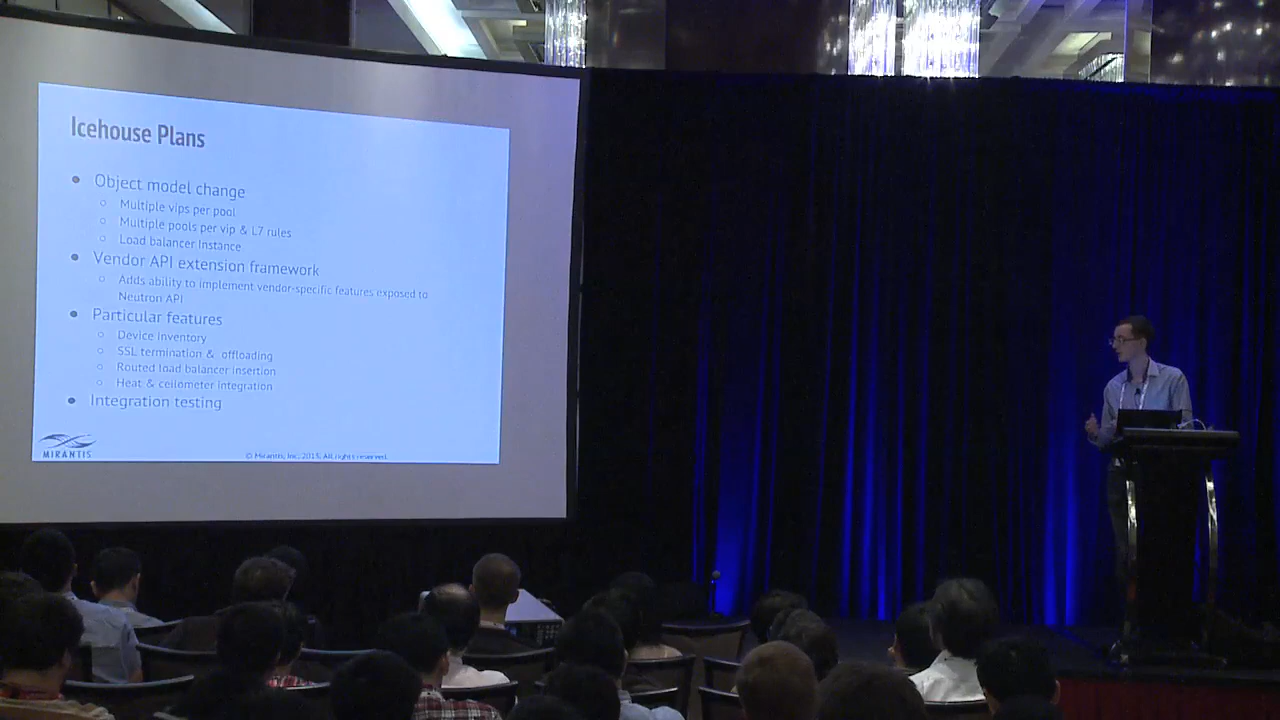 Icehouse Plans
Object model change
Multiple vips per pool
Multiple pools per vip & L7 rules
Load balancer Instance
Vendor API extension framework
Adds ability to implement vendor-specific features exposed to
Neutron API
Particular features
Device inventory
SSL termination & offloading
Routed load balancer insertion
Heat & ceilometer integration
Integration testing
MIRANTIS
© Mirantis, Inc. 2013. All rights reserved.